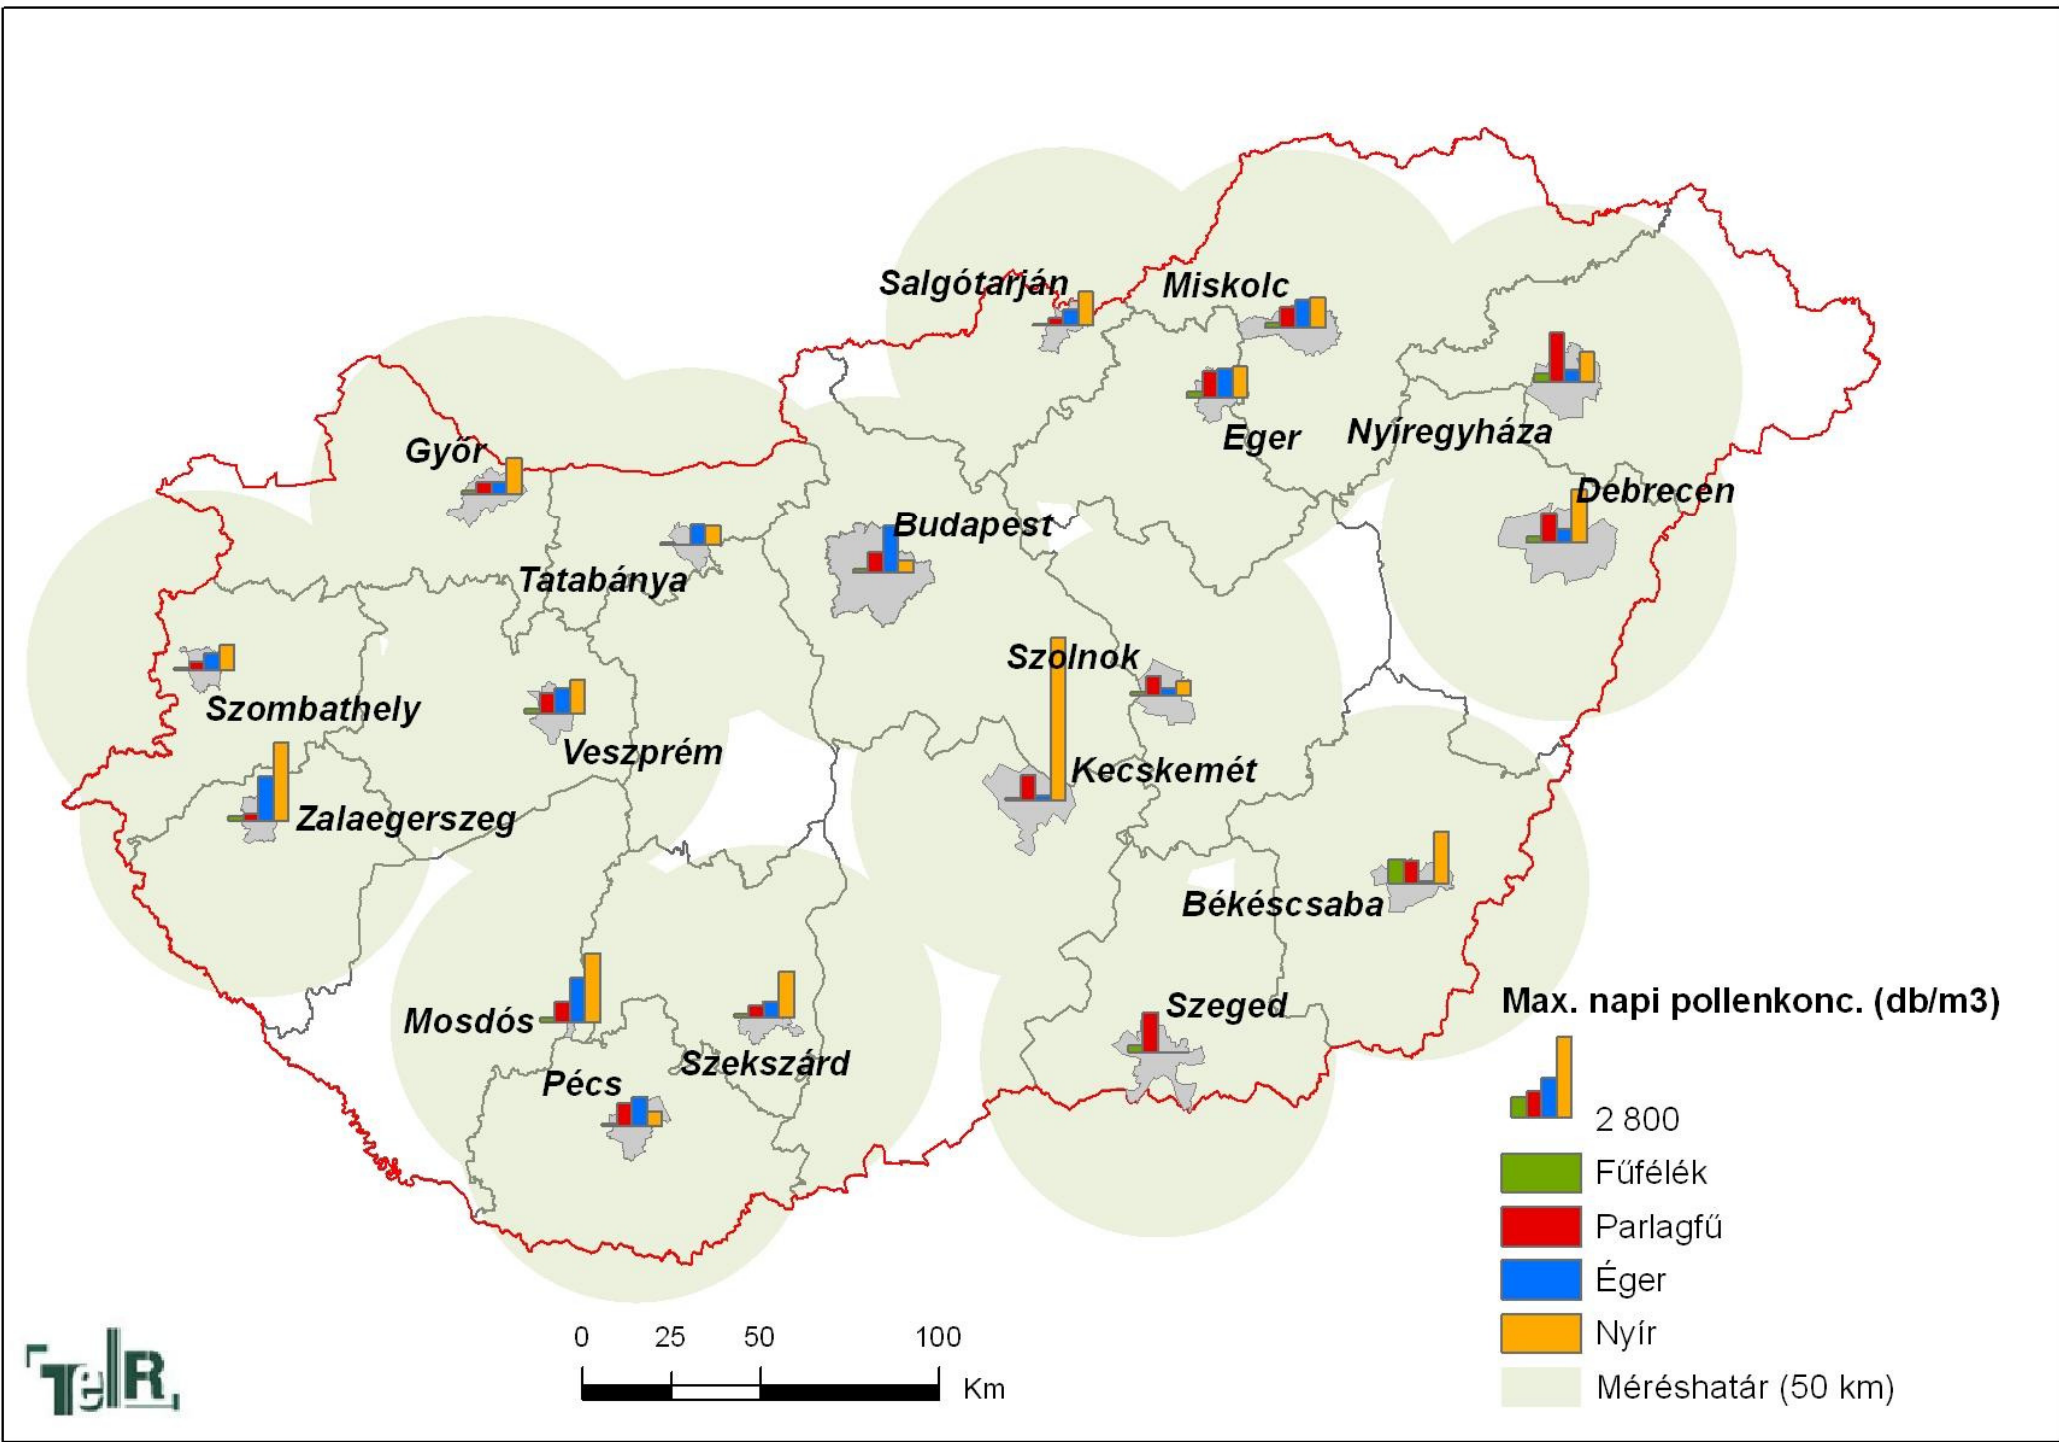 Salgótarján
Miskolc
Győr
Eger
Nyíregyháza
Debrecen
Budapest
Tatabánya
Szolnok
Szombathely
Veszprém
Kecskemét
Zalaegerszeg
Békéscsaba
Mosdós
Szeged
Szekszárd
Pécs
Max. napi pollenkonc. (db/m3)
2 800
Fűfélék
Parlagfű
Éger
Nyír
Méréshatár (50 km)
0 25 50 100
Km
TeIR